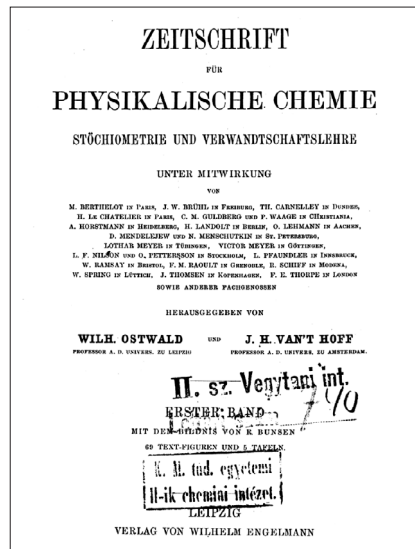 ZEITSCHRIFT
FÜR
PHYSIKALISCHE CHEMIE
STÖCHIOMETRIE UND VERWANDTSCHAFTSLEHRE
UNTER MITWIRKUNG
VON
M. BERTHELOT IN PARIS, J. W. BRÜHL IN FREIBURG, TH. CARNELLEY IN DUNDEE,
H. LE CHATELIER IN PARIS, C. M. GULDBERG UND P. WAAGE IN CHRISTIANIA,
A. HORSTMANN IN HEIDELBERG, H. LANDOLT IN BERLIN, O. LEHMANN IN AACHEN,
D. MENDELEJEW UND N. MENSCHUTKIN IN ST. PETERSBURG,
LOTHAR MEYER IN TÜBINGEN, VICTOR MEYER IN GÖTTINGEN,
L. F. NILSON UND O. PETTERSSON IN STOCKHOLM, L. PFAUNDLER IN INNSBRUCK,
W. RAMSAY IN BRISTOL, F. M. RAOULT IN GRENOBLE, R. SCHIFF IN MODENA,
W. SPRING IN LÜTTICH, J. THOMSEN IN KOPENHAGEN, F. E. THORPE IN LONDON
SOWIE ANDERER FACHGENOSSEN
HERAUSGEGEBEN VON
WILH. OSTWALD UND J. H. VAN'T HOFF
PROFESSOR A. D. UNIVERS. ZU LEIPZIG PROFESSOR A. D. UNIVERS. ZU AMSTERDAM.
II. sz. Vegytani int.
ERSTER BAND
MIT DEM BILDNIS VON R. BUNSEN
69 TEXT-FIGUREN UND 5 TAFELN.
K. M. tud. egyetemi
II-ik chemiai intézet.
LEIPZIG
VERLAG VON WILHELM ENGELMANN